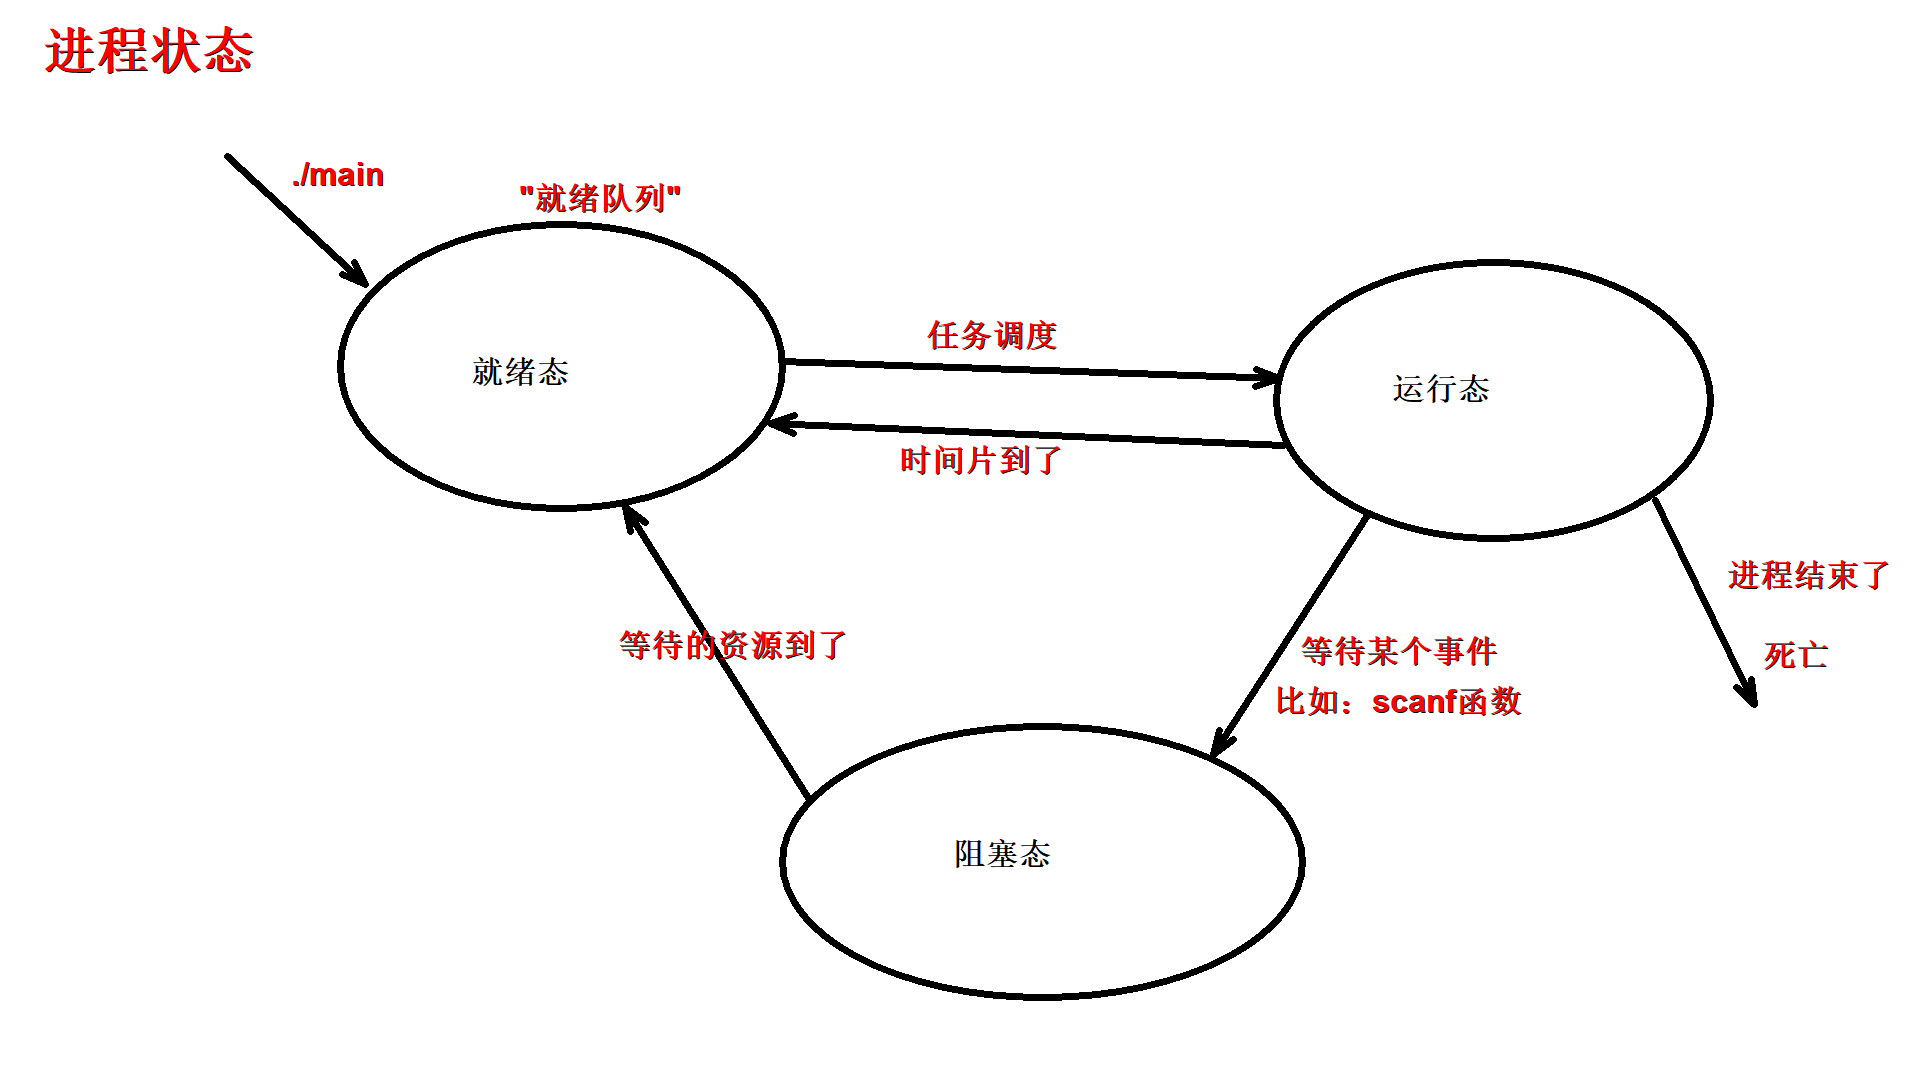 进程状态
./main
"就绪队列"
任务调度
就绪态
运行态
时间片到了
进程结束了
等待的资源到了
等待某个事件
死亡
比如：scanf函数
阻塞态